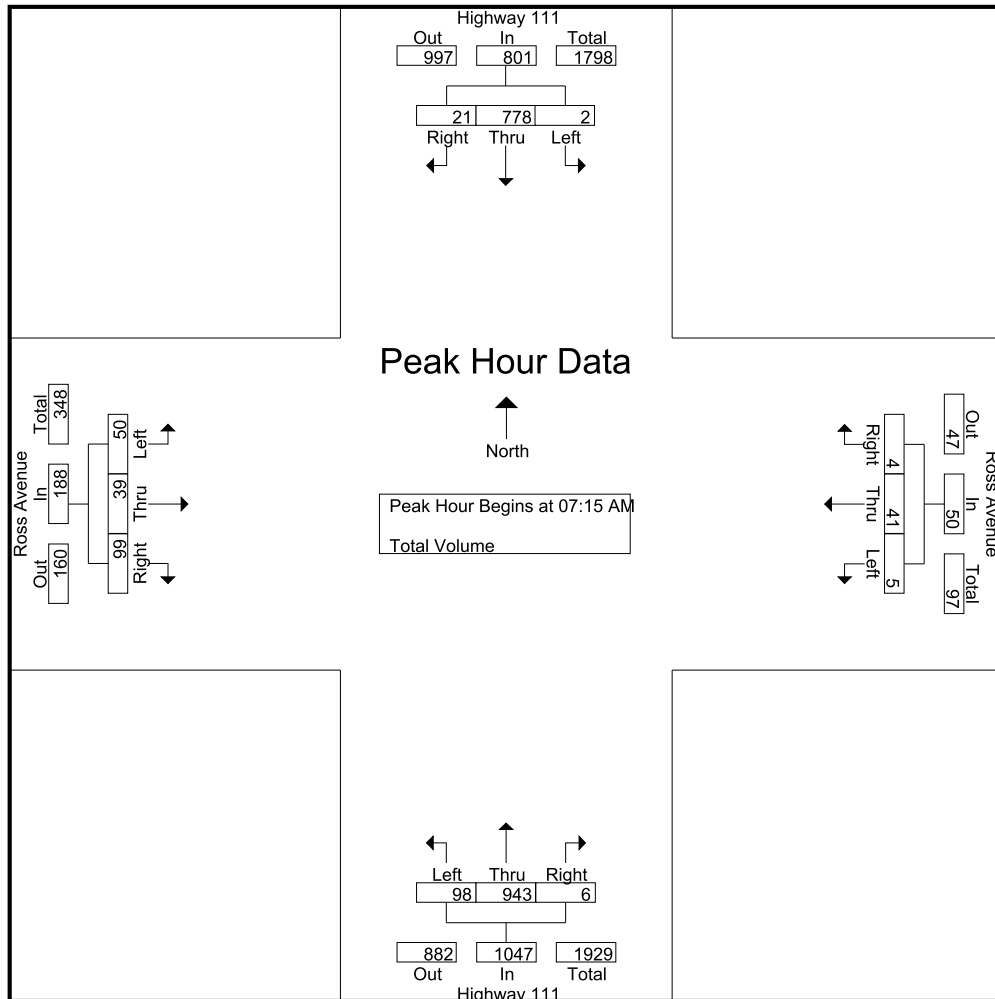 Highway 111
Out In Total
997 801 1798
21 778 2
Right Thru Left
Peak Hour Data
North
Peak Hour Begins at 07:15 AM
Total Volume
Ross Avenue
Out In Total
160 188 348
99 39 50
Right Thru Left
Ross Avenue
Out In Total
47 50 97
4 41 5
Right Thru Left
Left Thru Right
98 943 6
882 1047 1929
Out In Total
Highway 111